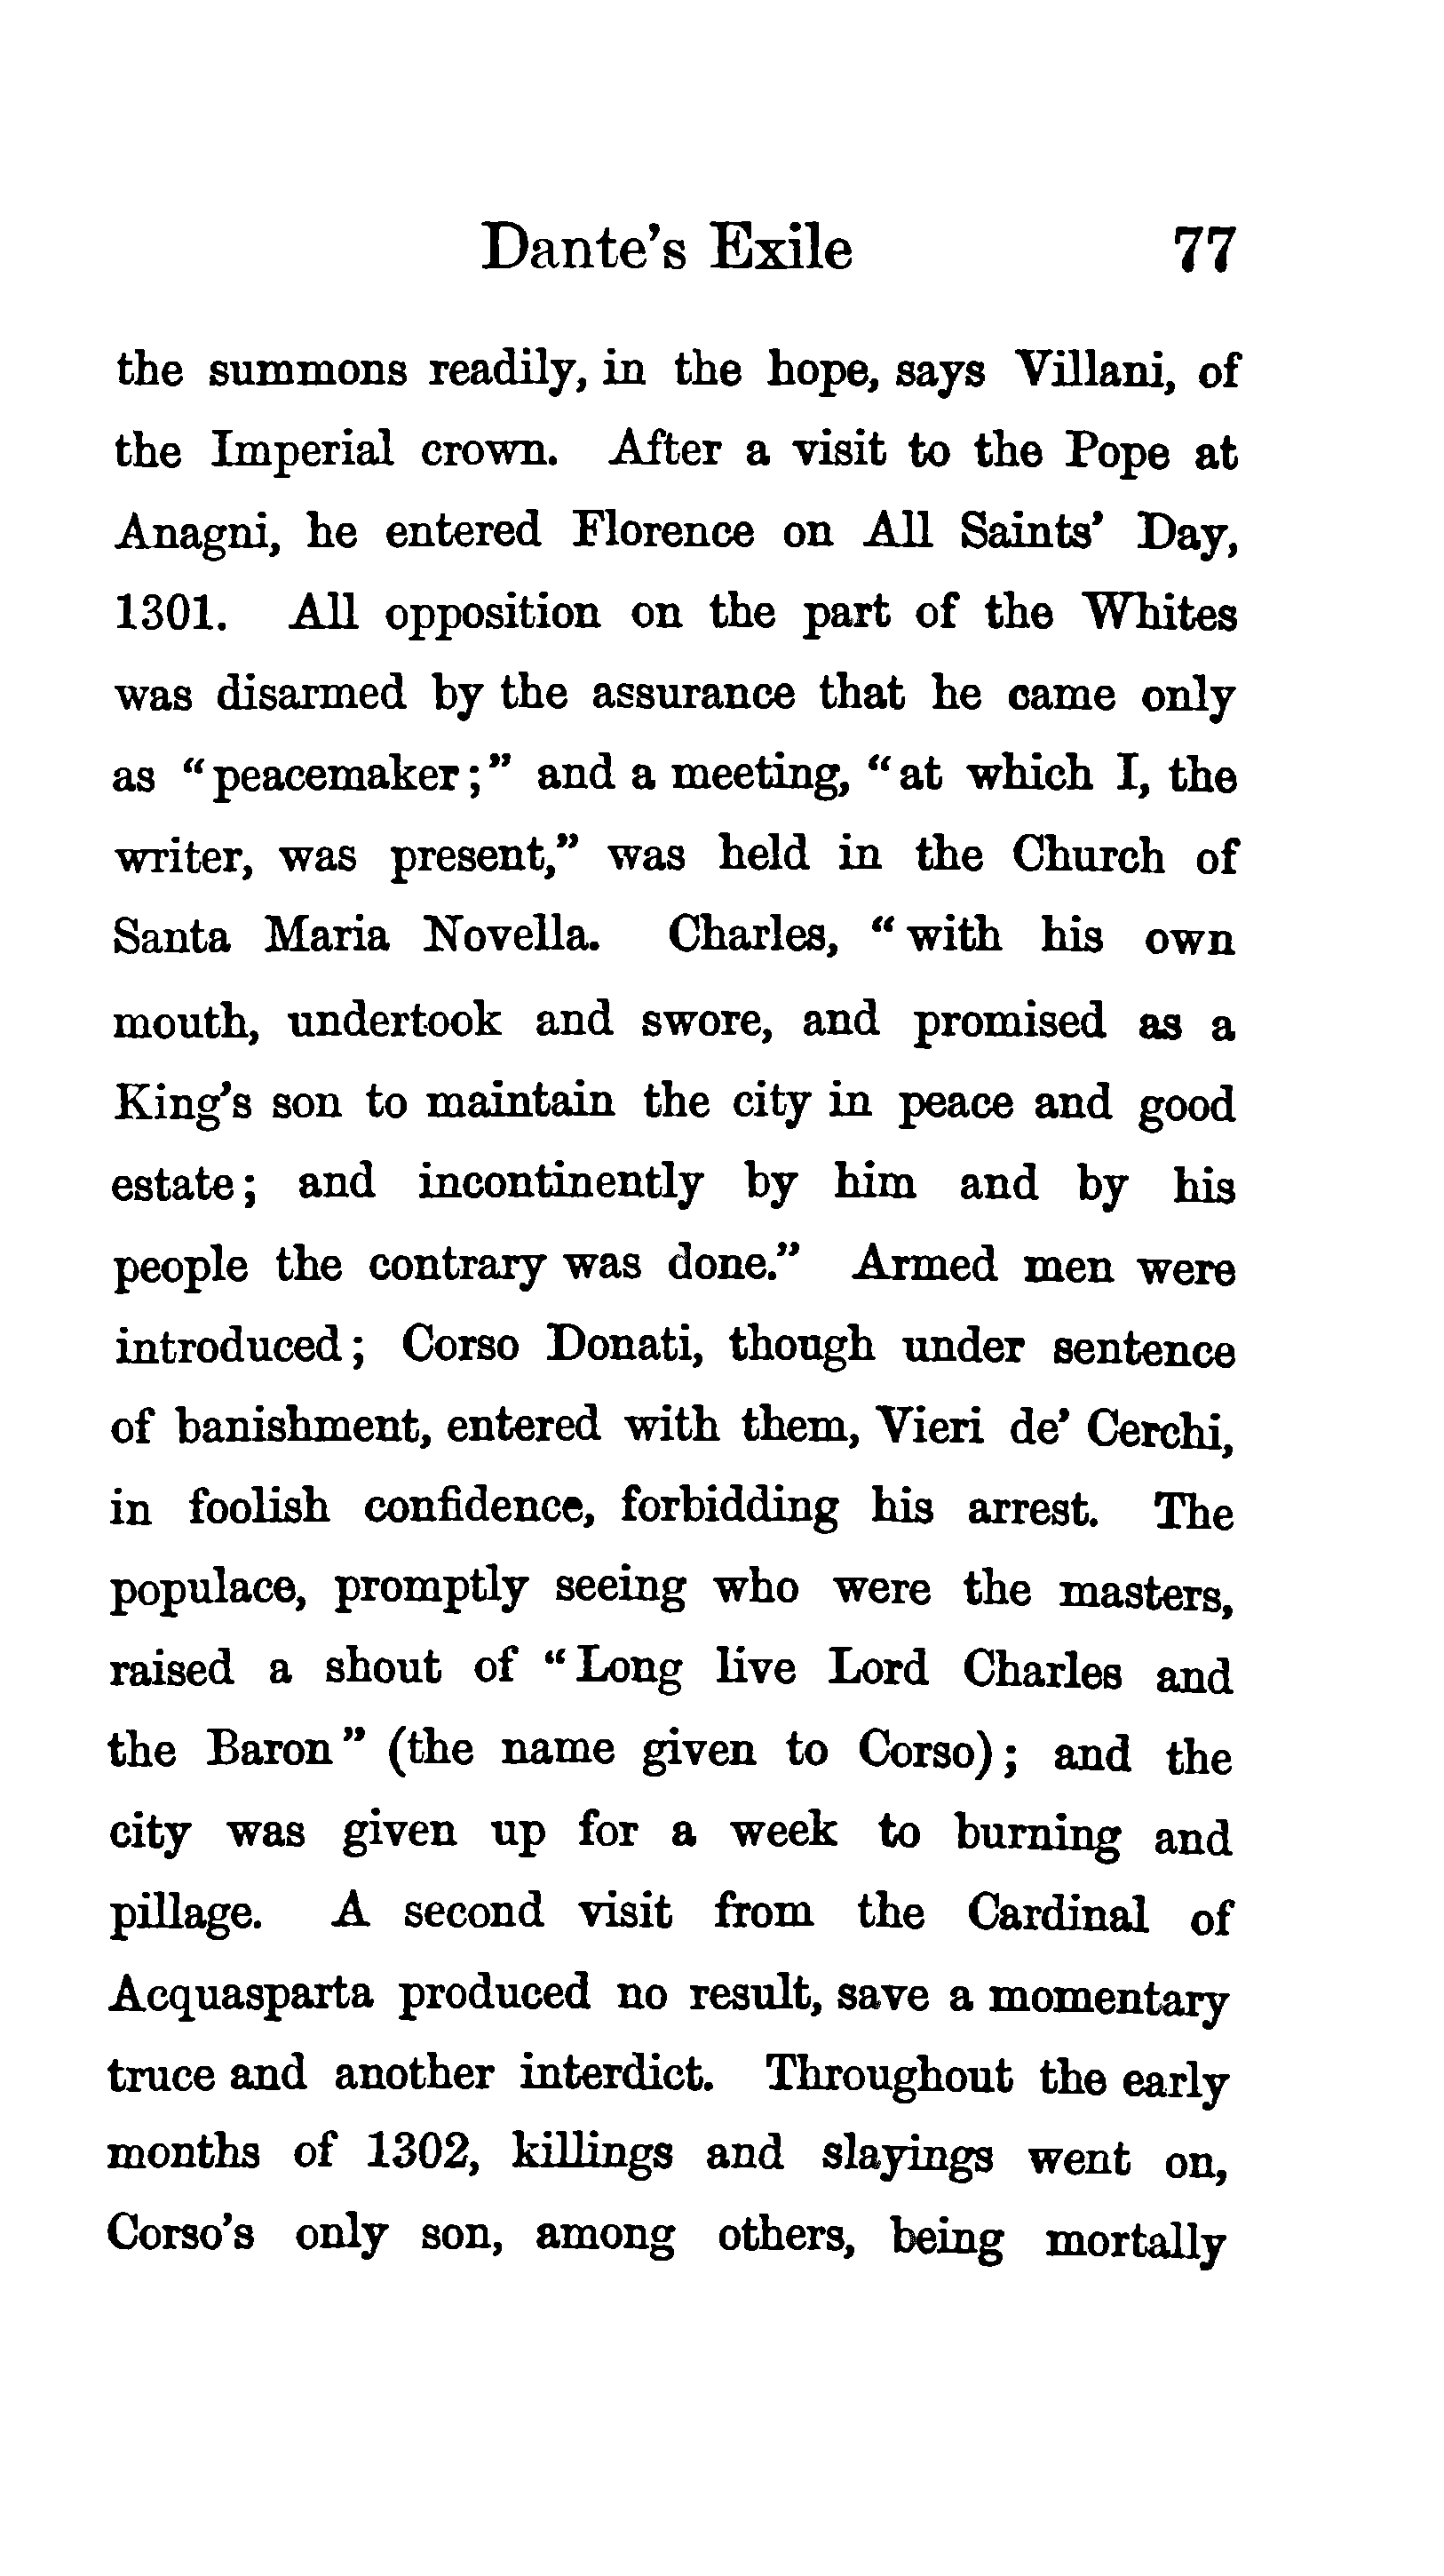 Dante's Exile 77
the summons readily, in the hope, says Villani, of
the Imperial crown. After a visit to the Pope at
Anagni, he entered Florence on All Saints' Day,
1301. All opposition on the part of the Whites
was disarmed by the assurance that he came only
as "peacemaker;" and a meeting, "at which I, the
writer, was present," was held in the Church of
Santa Maria Novella. Charles, "with his own
mouth, undertook and swore, and promised as a
King's son to maintain the city in peace and good
estate; and incontinently by him and by his
people the contrary was done." Armed men were
introduced; Corso Donati, though under sentence
of banishment, entered with them, Vieri de' Cerchi,
in foolish confidence, forbidding his arrest. The
populace, promptly seeing who were the masters,
raised a shout of "Long live Lord Charles and
the Baron" (the name given to Corso); and the
city was given up for a week to burning and
pillage. A second visit from the Cardinal of
Acquasparta produced no result, save a momentary
truce and another interdict. Throughout the early
months of 1302, killings and slayings went on,
Corso's only son, among others, being mortally